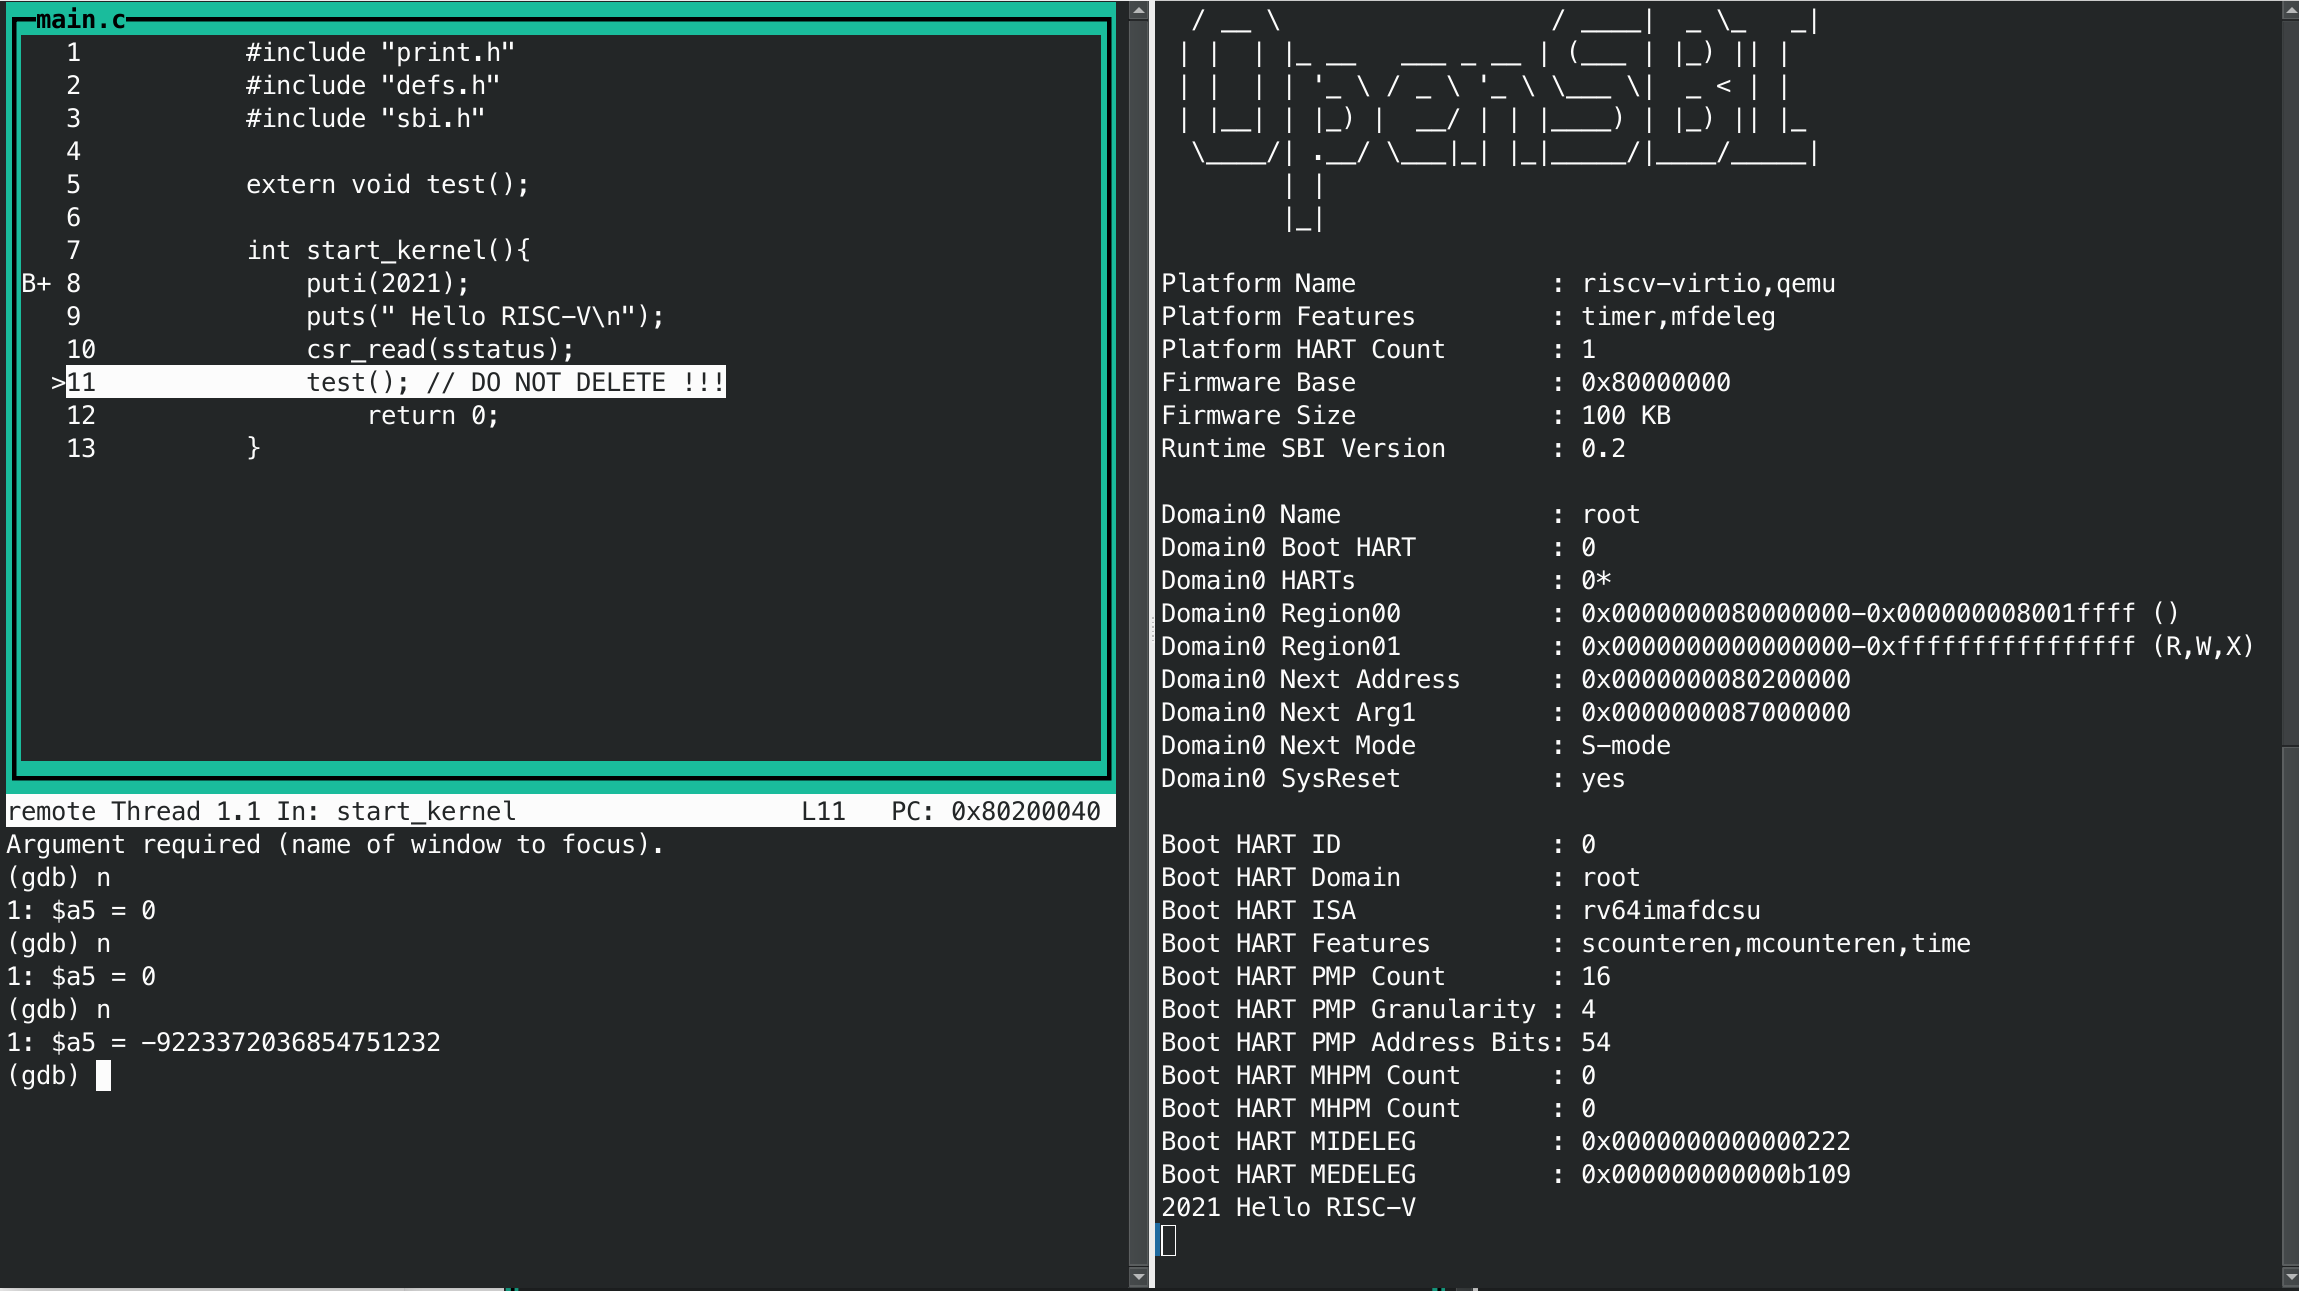 main.c
1 #include "print.h"
2 #include "defs.h"
3 #include "sbi.h"
4
5 extern void test();
6
7 int start_kernel(){
B+ 8 puti(2021);
9 puts(" Hello RISC-V\n");
10 csr_read(sstatus);
>11 test(); // DO NOT DELETE !!!
12 return 0;
13 }
remote Thread 1.1 In: start_kernel L11 PC: 0x80200040
Argument required (name of window to focus).
(gdb) n
1: $a5 = 0
(gdb) n
1: $a5 = 0
(gdb) n
1: $a5 = -9223372036854751232
(gdb)
OpenSBI
Platform Name : riscv-virtio,qemu
Platform Features : timer,mfdeleg
Platform HART Count : 1
Firmware Base : 0x80000000
Firmware Size : 100 KB
Runtime SBI Version : 0.2
Domain0 Name : root
Domain0 Boot HART : 0
Domain0 HARTs : 0*
Domain0 Region00 : 0x0000000080000000-0x000000008001ffff ()
Domain0 Region01 : 0x0000000000000000-0xffffffffffffffff (R,W,X)
Domain0 Next Address : 0x0000000080200000
Domain0 Next Arg1 : 0x0000000087000000
Domain0 Next Mode : S-mode
Domain0 SysReset : yes
Boot HART ID : 0
Boot HART Domain : root
Boot HART ISA : rv64imafdcsu
Boot HART Features : scounteren,mcounteren,time
Boot HART PMP Count : 16
Boot HART PMP Granularity : 4
Boot HART PMP Address Bits: 54
Boot HART MHPM Count : 0
Boot HART MHPM Count : 0
Boot HART MIDELEG : 0x0000000000000222
Boot HART MEDELEG : 0x000000000000b109
2021 Hello RISC-V